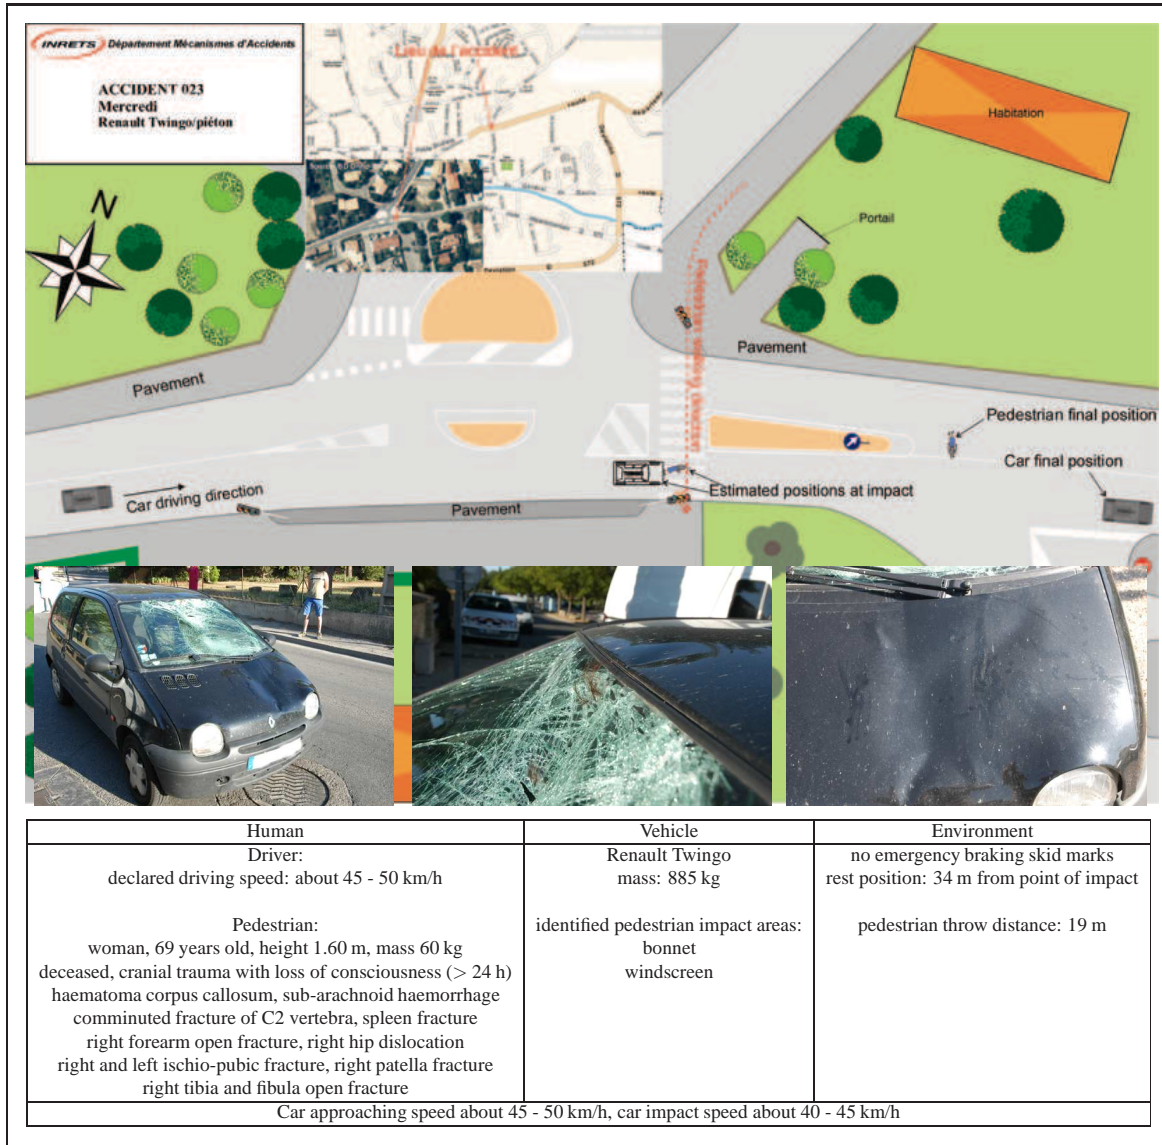 INRETS Département Mécanismes d'Accidents
ACCIDENT 023
Mercredi
Renault Twingo/piéton
Lieu de l'accident
N
Habitation
Portail
Pavement
Pavement
Pedestrian walking direction
Pedestrian final position
Car final position
Car driving direction
Estimated positions at impact
Pavement
Human
Vehicle
Environment
Driver:
declared driving speed: about 45 - 50 km/h
Pedestrian:
woman, 69 years old, height 1.60 m, mass 60 kg
deceased, cranial trauma with loss of consciousness (> 24 h)
haematoma corpus callosum, sub-arachnoid haemorrhage
comminuted fracture of C2 vertebra, spleen fracture
right forearm open fracture, right hip dislocation
right and left ischio-pubic fracture, right patella fracture
right tibia and fibula open fracture
Renault Twingo
mass: 885 kg
identified pedestrian impact areas:
bonnet
windscreen
no emergency braking skid marks
rest position: 34 m from point of impact
pedestrian throw distance: 19 m
Car approaching speed about 45 - 50 km/h, car impact speed about 40 - 45 km/h